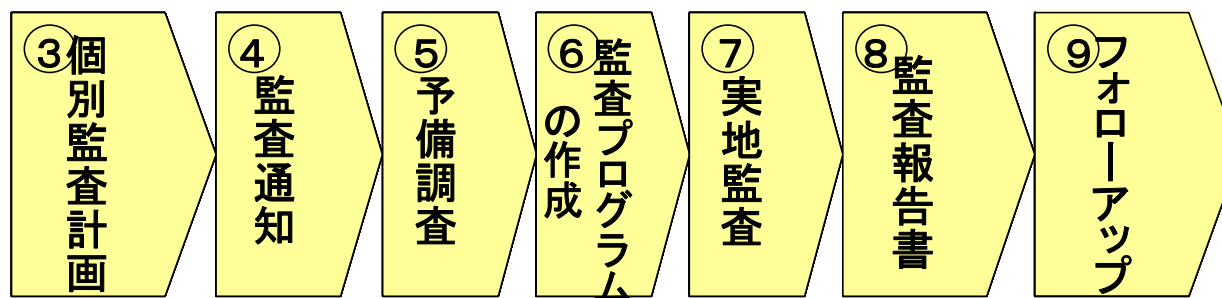 ③個別監査計画
④監査通知
⑤予備調査
⑥監査プログラム
の作成
⑦実地監査
⑧監査報告書
⑨フォローアップ